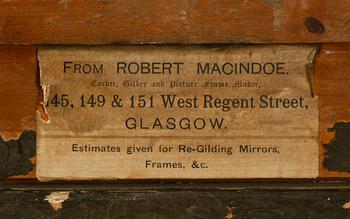 FROM ROBERT MACINDOE,
Carver, Gilder and Picture Frame Maker,
145, 149 & 151 West Regent Street,
GLASGOW.
Estimates given for Re-Gilding Mirrors,
Frames, &c.